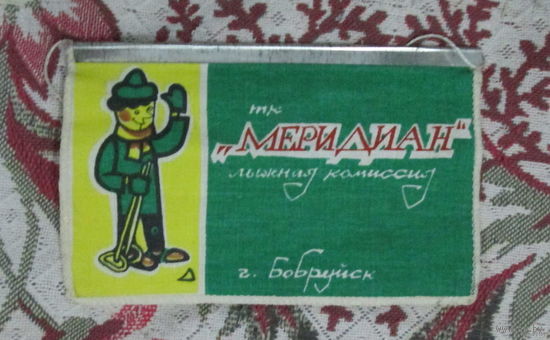 тк
„МЕРИДИАН“
лыжная комиссия
г. Бобруйск